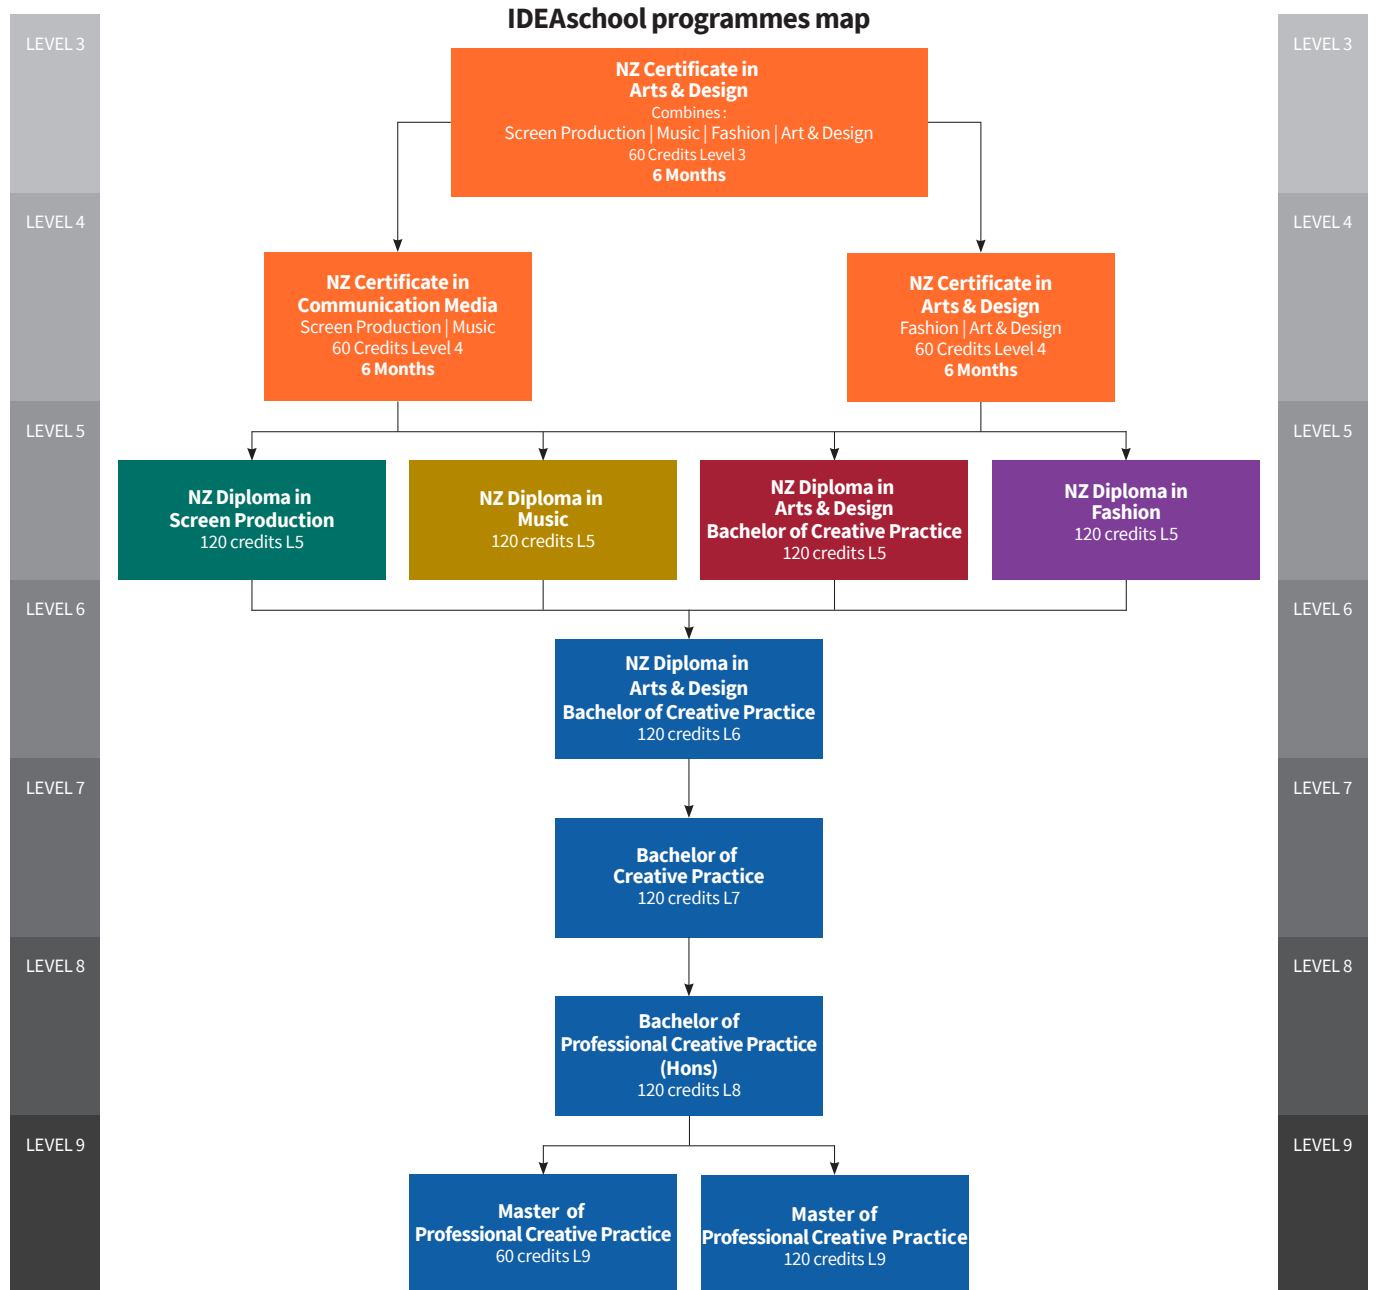 IDEAschool programmes map
LEVEL 3
LEVEL 3
NZ Certificate in
Arts & Design
Combines :
Screen Production | Music | Fashion | Art & Design
60 Credits Level 3
6 Months
LEVEL 4
LEVEL 4
NZ Certificate in
Communication Media
Screen Production | Music
60 Credits Level 4
6 Months
NZ Certificate in
Arts & Design
Fashion | Art & Design
60 Credits Level 4
6 Months
LEVEL 5
LEVEL 5
NZ Diploma in
Screen Production
120 credits L5
NZ Diploma in
Music
120 credits L5
NZ Diploma in
Arts & Design
Bachelor of Creative Practice
120 credits L5
NZ Diploma in
Fashion
120 credits L5
LEVEL 6
LEVEL 6
NZ Diploma in
Arts & Design
Bachelor of Creative Practice
120 credits L6
LEVEL 7
LEVEL 7
Bachelor of
Creative Practice
120 credits L7
LEVEL 8
LEVEL 8
Bachelor of
Professional Creative Practice
(Hons)
120 credits L8
LEVEL 9
LEVEL 9
Master of
Professional Creative Practice
60 credits L9
Master of
Professional Creative Practice
120 credits L9